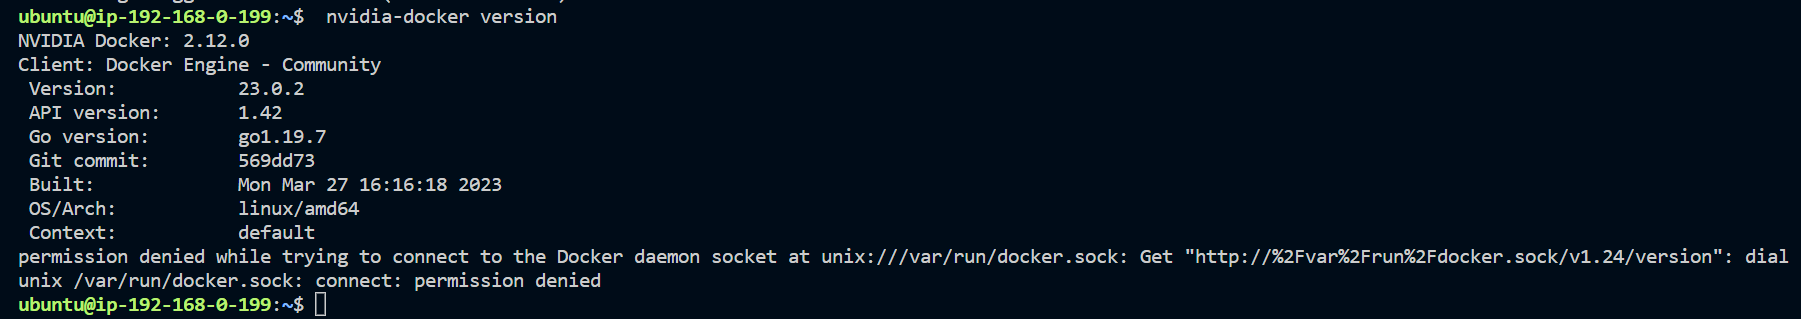 ubuntu@ip-192-168-0-199:~$  nvidia-docker version
NVIDIA Docker: 2.12.0
Client: Docker Engine - Community
 Version:           23.0.2
 API version:       1.42
 Go version:        go1.19.7
 Git commit:        569dd73
 Built:             Mon Mar 27 16:16:18 2023
 OS/Arch:           linux/amd64
 Context:           default
permission denied while trying to connect to the Docker daemon socket at unix:///var/run/docker.sock: Get "http://%2Fvar%2Frun%2Fdocker.sock/v1.24/version": dial
unix /var/run/docker.sock: connect: permission denied
ubuntu@ip-192-168-0-199:~$